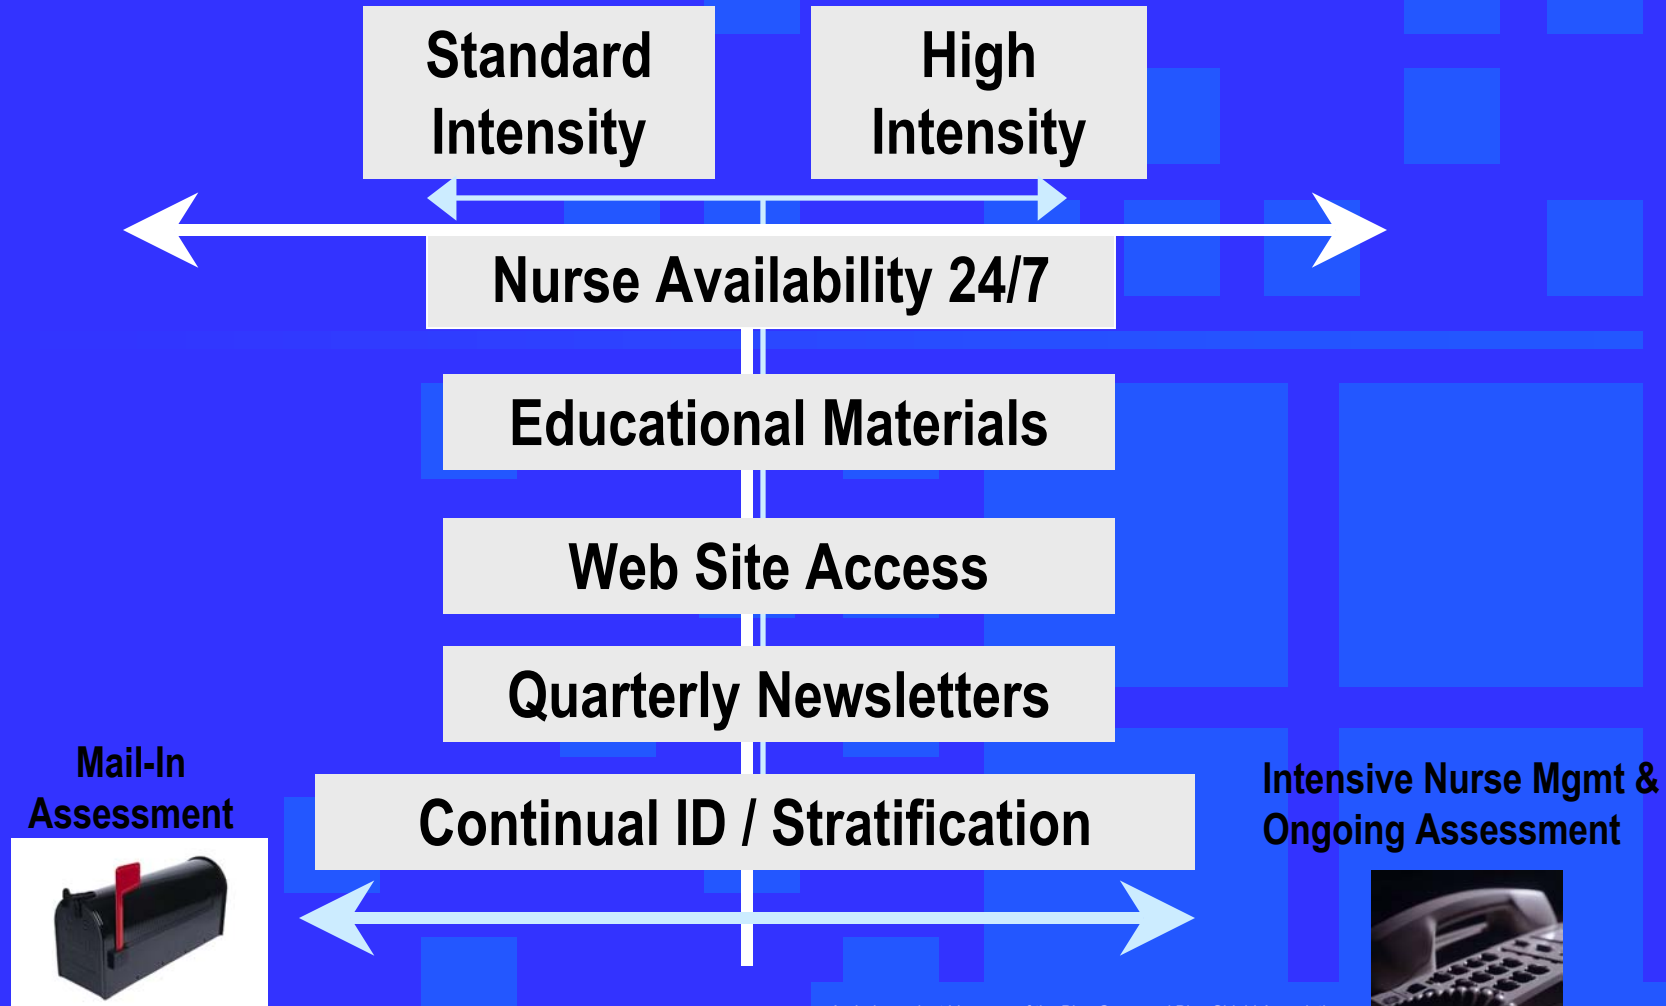 Standard
Intensity
High
Intensity
Nurse Availability 24/7
Educational Materials
Web Site Access
Quarterly Newsletters
Mail-In
Assessment
Continual ID / Stratification
Intensive Nurse Mgmt &
Ongoing Assessment